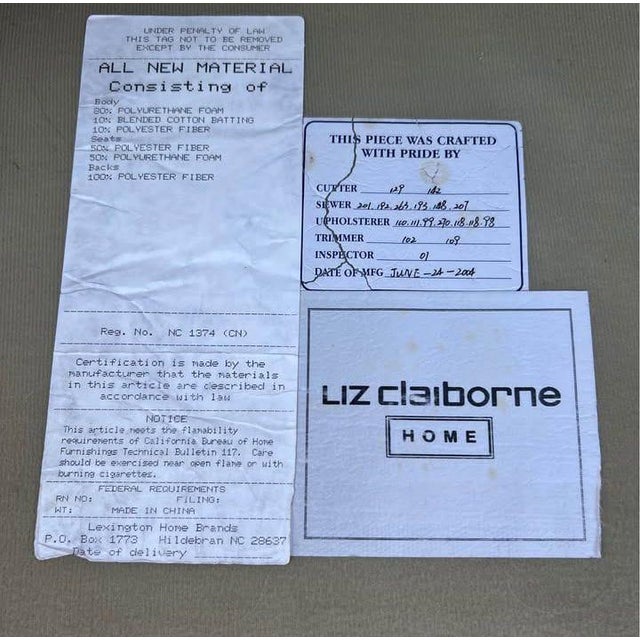 UNDER PENALTY OF LAW
THIS TAG NOT TO BE REMOVED
EXCEPT BY THE CONSUMER
ALL NEW MATERIAL
Consisting of
Body
80% POLYURETHANE FOAM
10% BLENDED COTTON BATTING
10% POLYESTER FIBER
Seats
50% POLYESTER FIBER
50% POLYURETHANE FOAM
Backs
100% POLYESTER FIBER
Reg. No. NC 1374 (CN)
Certification is made by the
manufacturer that the materials
in this article are described in
accordance with law
NOTICE
This article meets the flamability
requirements of California Bureau of Home
Furnishings Technical Bulletin 117. Care
should be exercised near open flame or with
burning cigarettes.
FEDERAL REQUIREMENTS
RN NO: FILING:
WT: MADE IN CHINA
Lexington Home Brands
P.O. Box 1773 Hildebran NC 28637
Date of delivery
THIS PIECE WAS CRAFTED
WITH PRIDE BY
CUTTER 129 142
SEWER 201.192.263.193.188.207
UPHOLSTERER 110.111.99.270.118.118.98
TRIMMER 102 109
INSPECTOR 01
DATE OF MFG JUNE-24-2004
LIZ claiborne
HOME